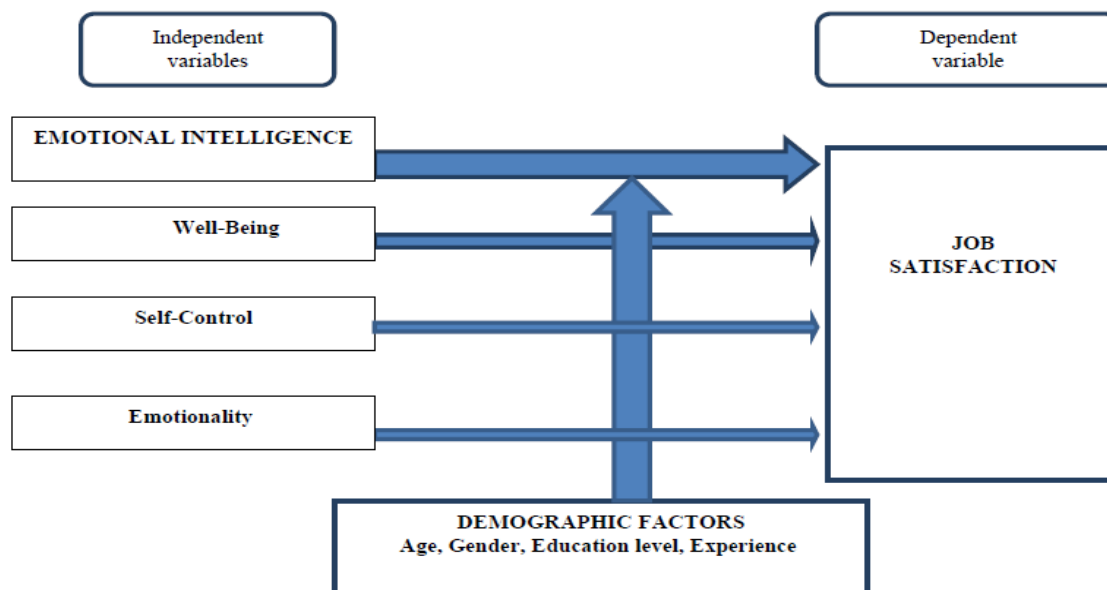 Independent
variables
Dependent
variable
EMOTIONAL INTELLIGENCE
Well-Being
JOB
SATISFACTION
Self-Control
Emotionality
DEMOGRAPHIC FACTORS
Age, Gender, Education level, Experience